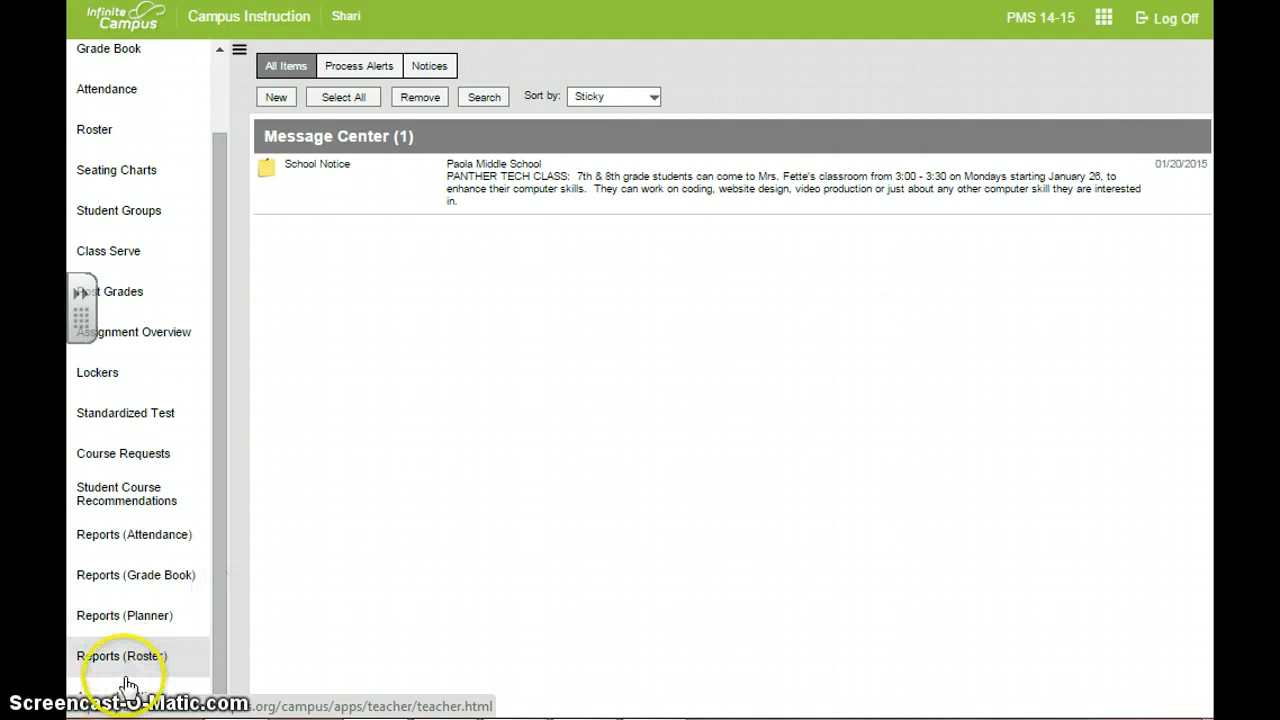 Infinite Campus
Campus Instruction
Shari
PMS 14-15
Log Off
Grade Book
Attendance
Roster
Seating Charts
Student Groups
Class Serve
Grades
Assignment Overview
Lockers
Standardized Test
Course Requests
Student Course
Recommendations
Reports (Attendance)
Reports (Grade Book)
Reports (Planner)
Reports (Roster)
All Items
Process Alerts
Notices
New
Select All
Remove
Search
Sort by:
Sticky
Message Center (1)
School Notice
Paola Middle School
01/20/2015
PANTHER TECH CLASS: 7th & 8th grade students can come to Mrs. Fette's classroom from 3:00 - 3:30 on Mondays starting January 26, to
enhance their computer skills. They can work on coding, website design, video production or just about any other computer skill they are interested
in.
Screencast-O-Matic.com
.org/campus/apps/teacher/teacher.html